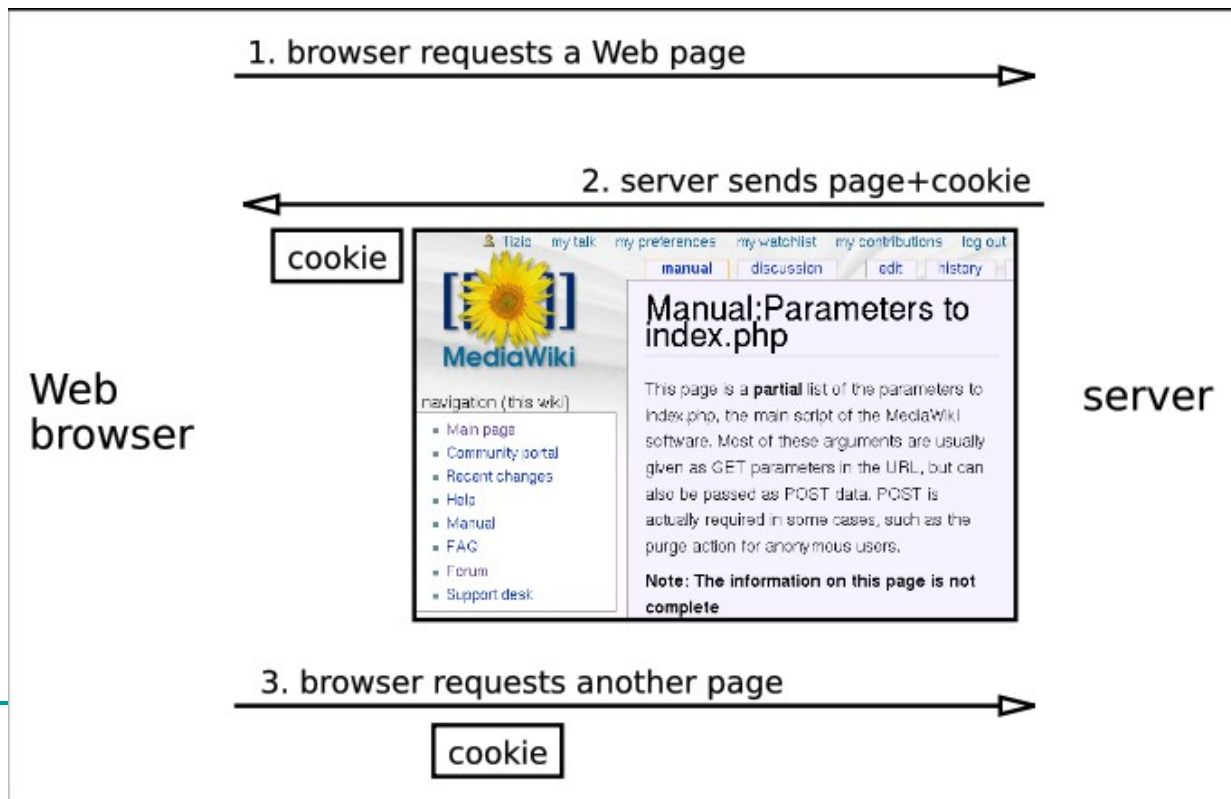 1. browser requests a Web page
2. server sends page+cookie
cookie
Tizio my talk my preferences my watchlist my contributions log out
manual discussion edit history
[[ ]]
MediaWiki
Manual:Parameters to
index.php
navigation (this wiki)
Main page
Community portal
Recent changes
Help
Manual
FAQ
Forum
Support desk
This page is a partial list of the parameters to
index.php, the main script of the MediaWiki
software. Most of these arguments are usually
given as GET parameters in the URL, but can
also be passed as POST data. POST is
actually required in some cases, such as the
purge action for anonymous users.
Note: The information on this page is not
complete
Web
browser
server
3. browser requests another page
cookie